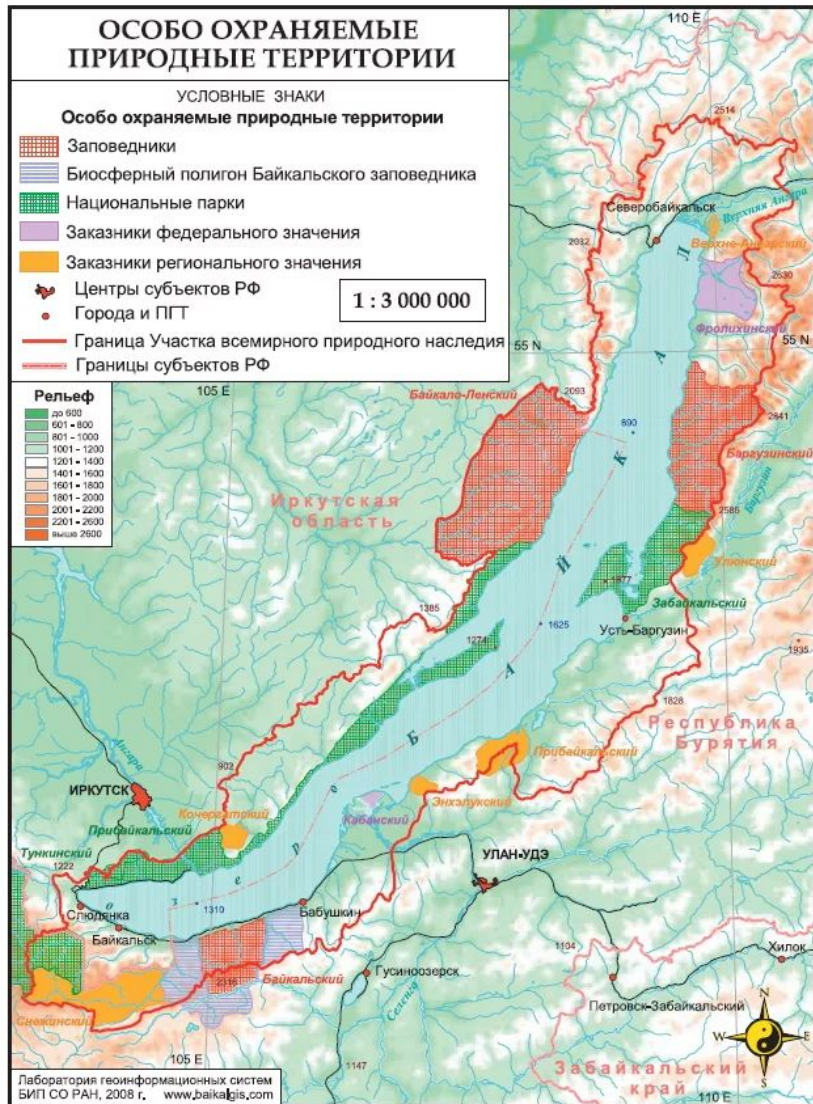 ОСОБО ОХРАНЯЕМЫЕ
ПРИРОДНЫЕ ТЕРРИТОРИИ
УСЛОВНЫЕ ЗНАКИ
Особо охраняемые природные территории
Заповедники
Биосферный полигон Байкальского заповедника
Национальные парки
Заказники федерального значения
Заказники регионального значения
Центры субъектов РФ
Города и ПГТ
1 : 3 000 000
Граница Участка всемирного природного наследия
Границы субъектов РФ
Рельеф
до 600
601 - 800
801 - 1000
1001 - 1200
1201 - 1400
1401 - 1600
1601 - 1800
1801 - 2000
2001 - 2200
2201 - 2600
выше 2600
110 E
2514
Северобайкальск
Верхняя Ангара
Верхне-Ангарский
2032
2630
Фролихинский
55 N
55 N
105 E
Байкало-Ленский
2093
890
2841
Баргузинский
Баргузин
Иркутская
область
2585
Улюнский
1877
Забайкальский
Усть-Баргузин
1385
1274
1625
1935
1828
Республика
Бурятия
902
Прибайкальский
Энхэлукский
Ангара
ИРКУТСК
Кочергатский
Кабанский
Прибайкальский
Тункинский
1222
УЛАН-УДЭ
озеро БАЙКАЛ
Слюдянка
1310
Бабушкин
Байкальск
1104
Хилок
2316
Байкальский
Гусиноозерск
Снежинский
Селенга
Петровск-Забайкальский
N
W
E
S
105 E
1147
Забайкальский
край
110 E
Лаборатория геоинформационных систем
БИП СО РАН, 2008 г. www.baikalgis.com